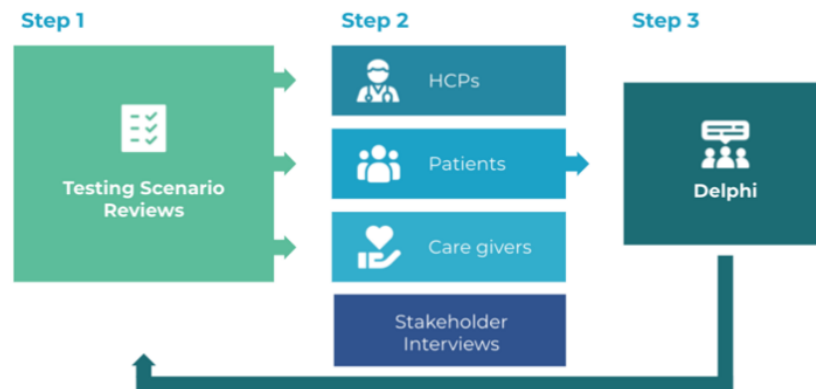 Step 1
Step 2
Step 3
Testing Scenario
Reviews
HCPs
Patients
Care givers
Stakeholder
Interviews
Delphi